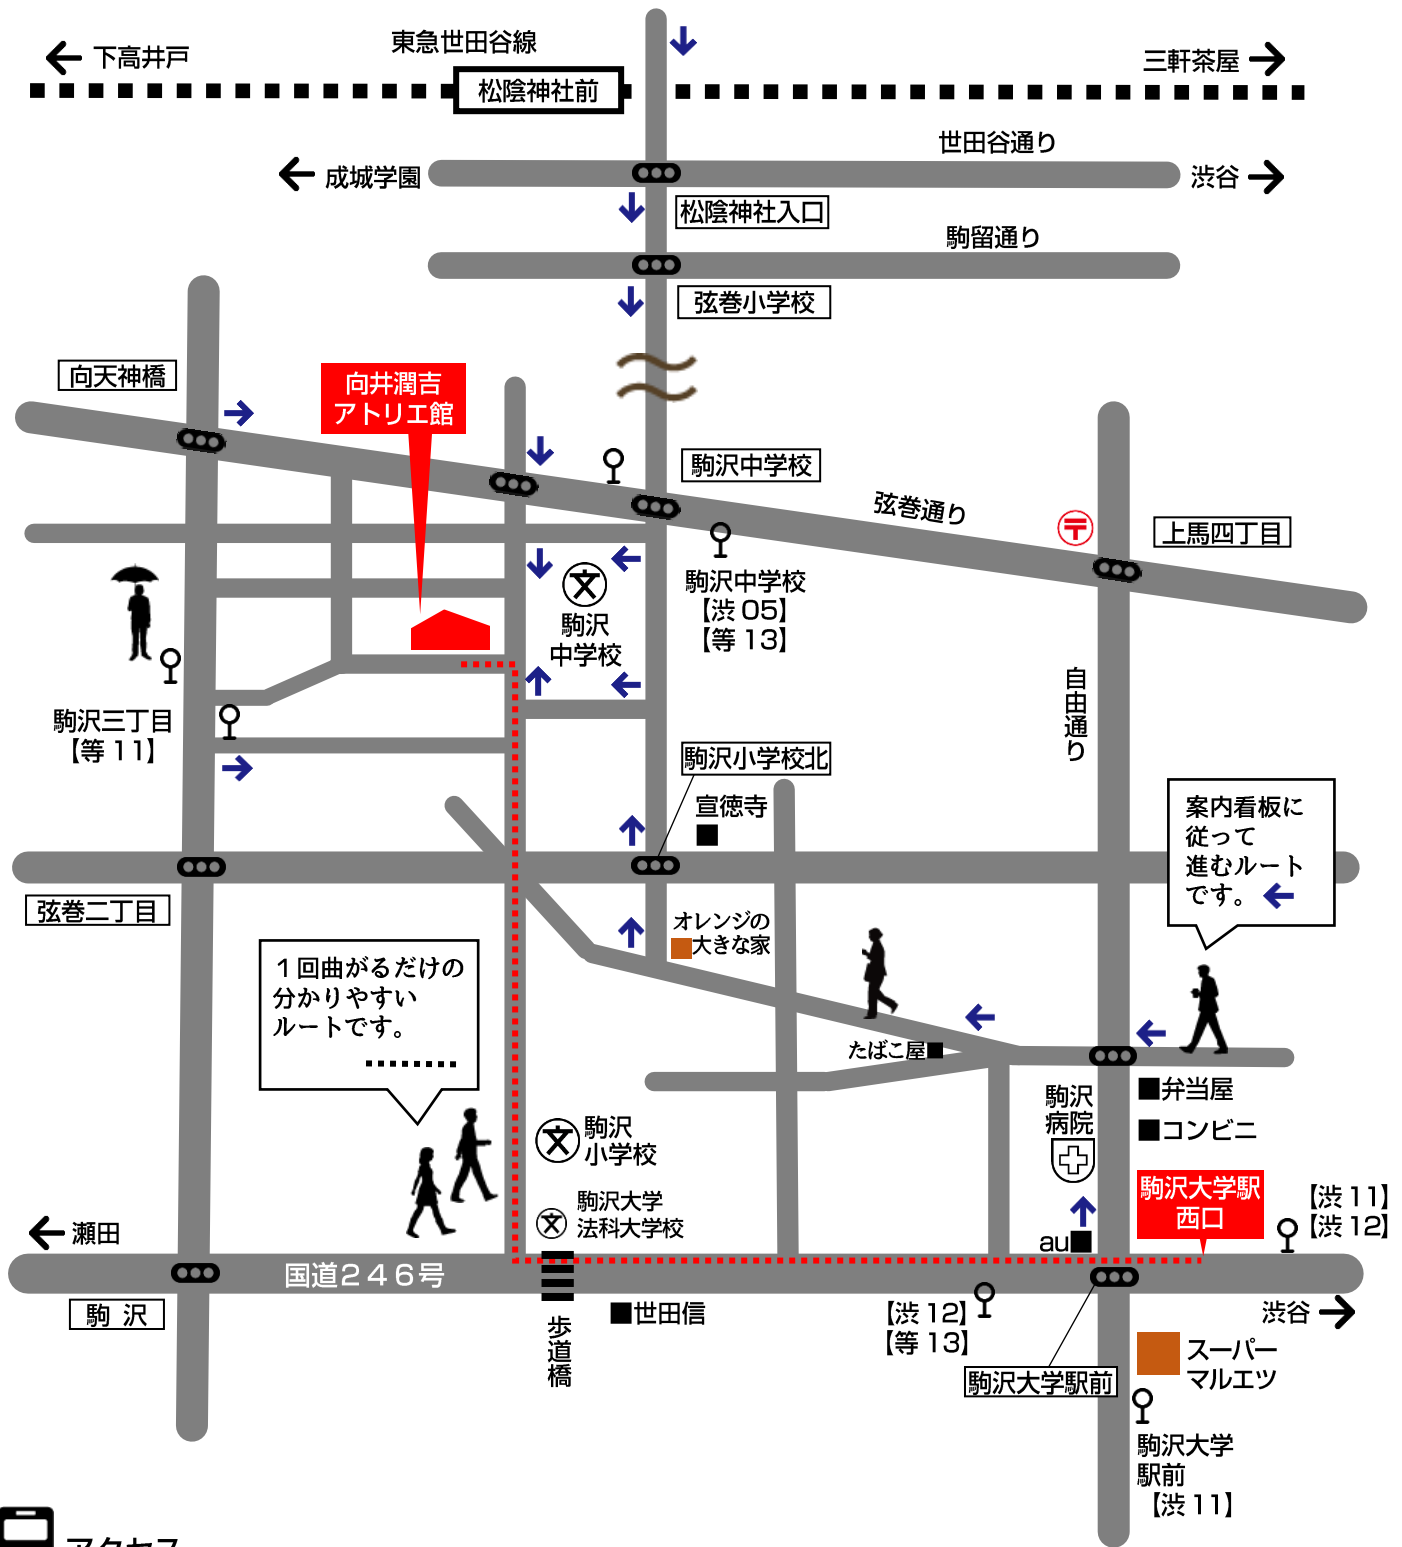 下高井戸
東急世田谷線
三軒茶屋
松陰神社前
世田谷通り
成城学園
渋谷
松陰神社入口
駒留通り
弦巻小学校
向天神橋
向井潤吉
アトリエ館
駒沢中学校
弦巻通り
上馬四丁目
駒沢中学校
【渋05】
【等13】
文
駒沢
中学校
自由通り
駒沢三丁目
【等11】
駒沢小学校北
宣徳寺
案内看板に
従って
進むルート
です。
弦巻二丁目
オレンジの
大きな家
１回曲がるだけの
分かりやすい
ルートです。
たばこ屋
弁当屋
コンビニ
駒沢
病院
文
駒沢
小学校
駒沢大学駅
西口
【渋11】
【渋12】
文
駒沢大学
法科大学校
瀬田
au
国道２４６号
駒沢
世田信
歩道橋
【渋12】
【等13】
渋谷
駒沢大学駅前
スーパー
マルエツ
駒沢大学
駅前
【渋11】
アクセス